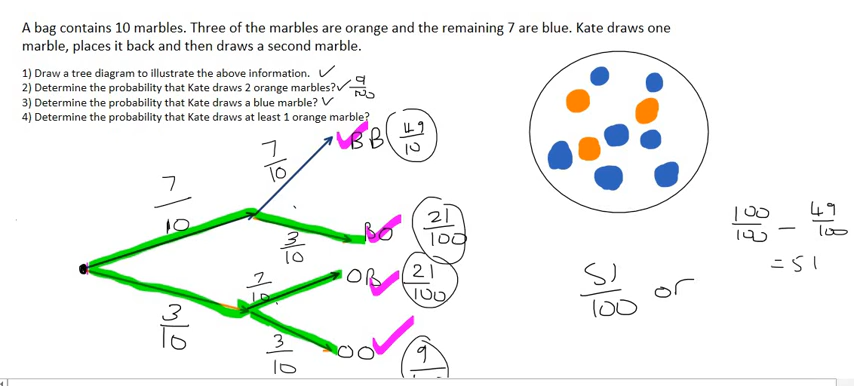 A bag contains 10 marbles. Three of the marbles are orange and the remaining 7 are blue. Kate draws one
marble, places it back and then draws a second marble.
1) Draw a tree diagram to illustrate the above information. ✓
2) Determine the probability that Kate draws 2 orange marbles? ✓ 9/100
3) Determine the probability that Kate draws a blue marble? ✓
4) Determine the probability that Kate draws at least 1 orange marble?
7/10
✓ BB 49/10
7/10
3/10
BO ✓ 21/100
7/10
OB ✓ 21/100
3/10
3/10
OO ✓ 9
100/100 - 49/100
= 51
51/100 or